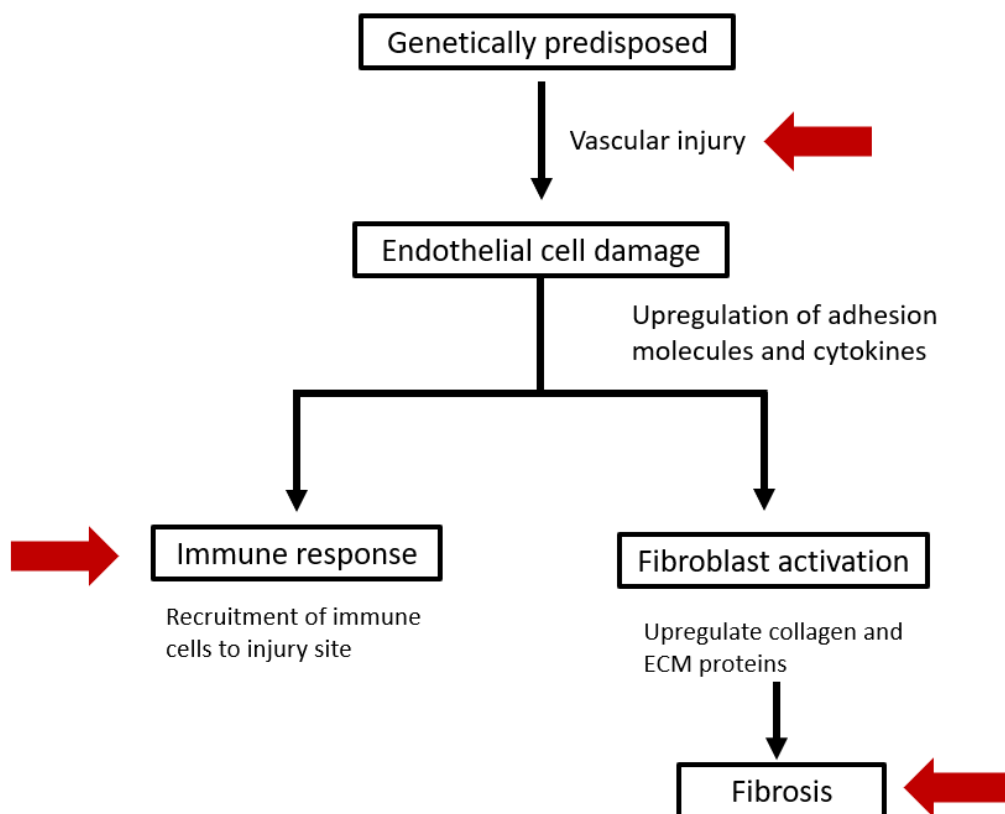 Genetically predisposed
Vascular injury
Endothelial cell damage
Upregulation of adhesion
molecules and cytokines
Immune response
Fibroblast activation
Recruitment of immune
cells to injury site
Upregulate collagen and
ECM proteins
Fibrosis